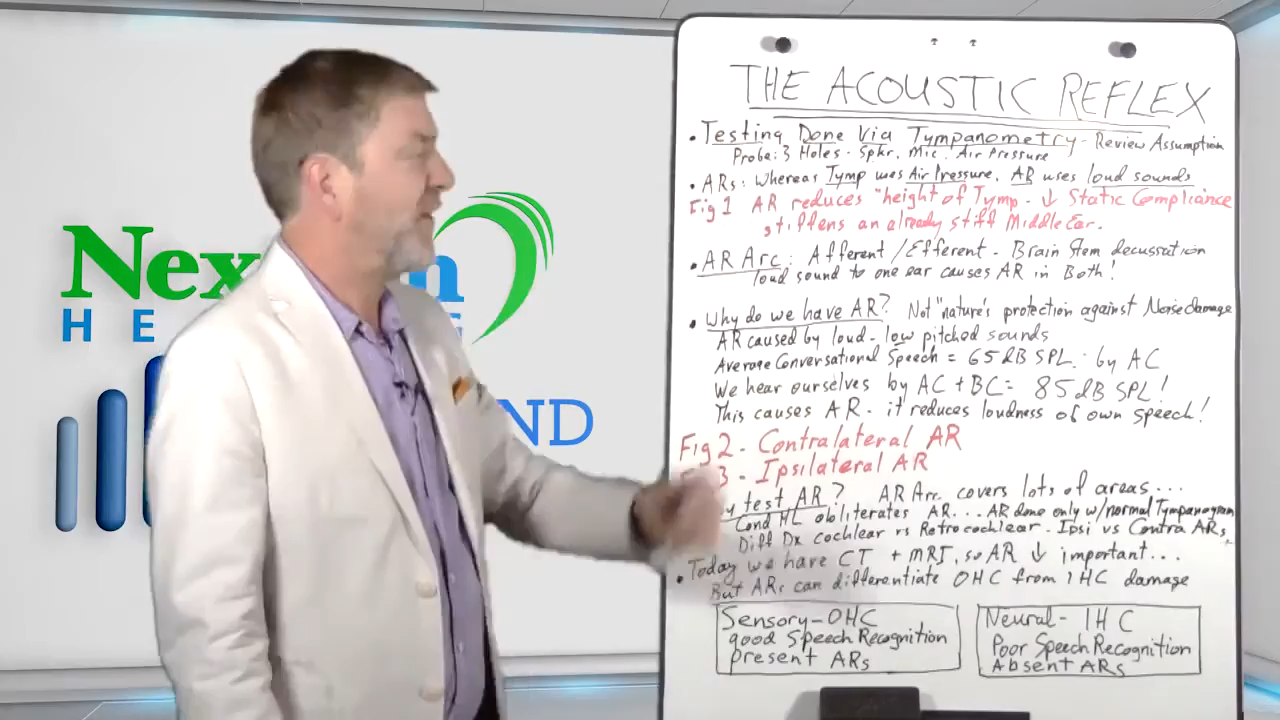 Nex
HE
ND
THE ACOUSTIC REFLEX
• Testing Done Via Tympanometry - Review Assumption
Probe: 3 Holes - Spkr, Mic, Air Pressure
• ARs: Whereas Tymp uses Air Pressure, AR uses loud sounds
Fig 1 AR reduces "height of Tymp - ↓ Static Compliance
stiffens an already stiff Middle Ear.
• AR Arc: Afferent/Efferent - Brain Stem decussation
loud sound to one ear causes AR in Both!
• Why do we have AR? Not "nature's protection against Noise damage
AR caused by loud - low pitched sounds
Average Conversational Speech = 65 dB SPL. by AC
We hear ourselves by AC + BC = 85 dB SPL!
This causes AR - it reduces loudness of own speech!
Fig 2 - Contralateral AR
3 - Ipsilateral AR
test AR? AR Arc covers lots of areas...
Cond HL obliterates AR... AR done only w/normal Tympanogram
Diff Dx cochlear vs Retrocochlear - Ipsi vs Contra ARs
• Today we have CT + MRI, so AR ↓ important...
But ARs can differentiate OHC from IHC damage
Sensory-OHC
good Speech Recognition
present ARs
Neural- IHC
Poor Speech Recognition
Absent ARs